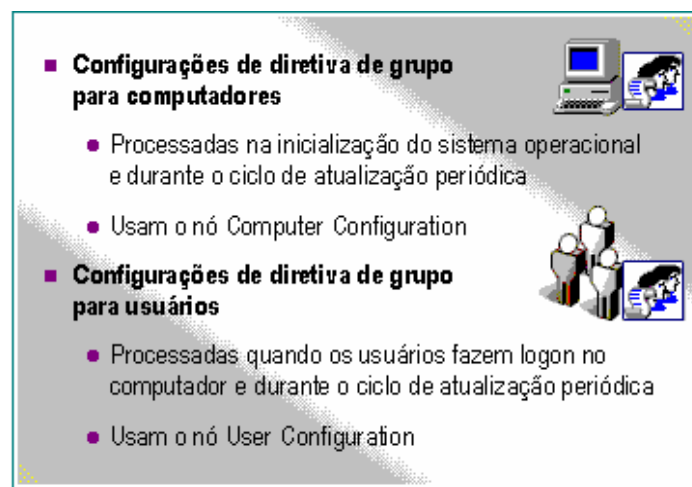 Configurações de diretiva de grupo
para computadores
Processadas na inicialização do sistema operacional
e durante o ciclo de atualização periódica
Usam o nó Computer Configuration
Configurações de diretiva de grupo
para usuários
Processadas quando os usuários fazem logon no
computador e durante o ciclo de atualização periódica
Usam o nó User Configuration